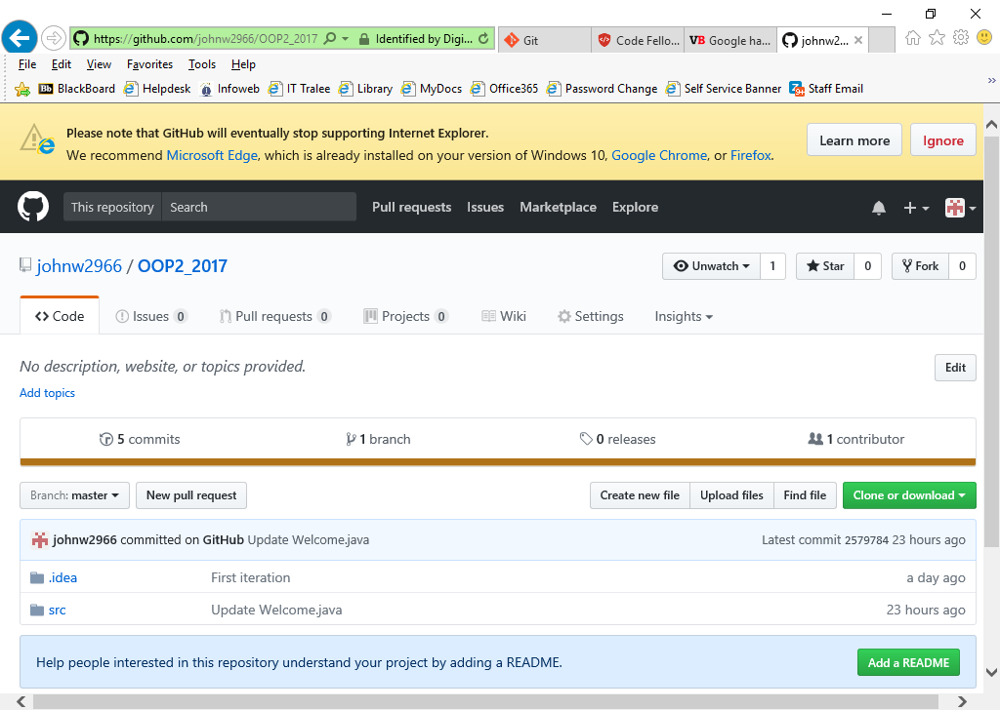 https://github.com/johnw2966/OOP2_2017 Identified by Digi... Git Code Fello... VB Google ha... johnw2...
File Edit View Favorites Tools Help
Bb BlackBoard Helpdesk Infoweb IT Tralee Library MyDocs Office365 Password Change Self Service Banner Staff Email
Please note that GitHub will eventually stop supporting Internet Explorer.
We recommend Microsoft Edge, which is already installed on your version of Windows 10, Google Chrome, or Firefox.
Learn more Ignore
This repository Search Pull requests Issues Marketplace Explore
johnw2966 / OOP2_2017 Unwatch 1 Star 0 Fork 0
Code Issues 0 Pull requests 0 Projects 0 Wiki Settings Insights
No description, website, or topics provided. Edit
Add topics
5 commits 1 branch 0 releases 1 contributor
Branch: master New pull request Create new file Upload files Find file Clone or download
johnw2966 committed on GitHub Update Welcome.java Latest commit 2579784 23 hours ago
.idea First iteration a day ago
src Update Welcome.java 23 hours ago
Help people interested in this repository understand your project by adding a README. Add a README